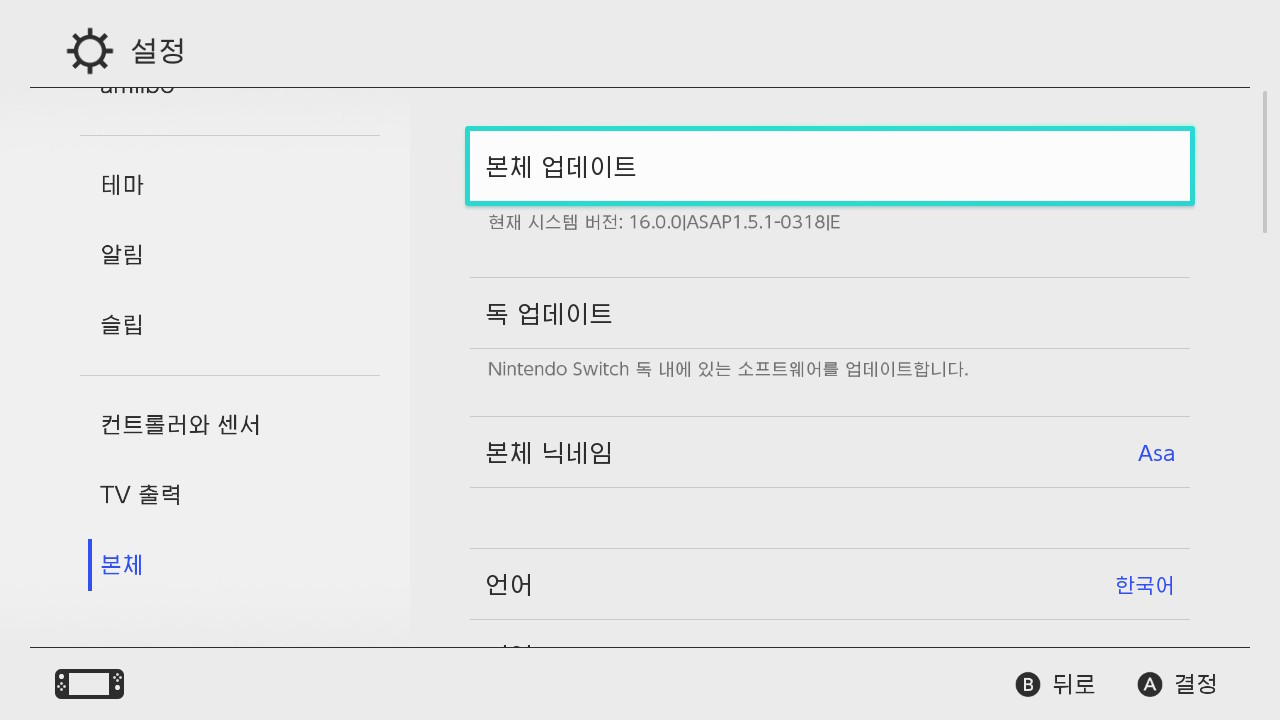 설정
amiibo
테마
알림
슬립
컨트롤러와 센서
TV 출력
본체
본체 업데이트
현재 시스템 버전: 16.0.0|ASAP1.5.1-0318|E
독 업데이트
Nintendo Switch 독 내에 있는 소프트웨어를 업데이트합니다.
본체 닉네임 Asa
언어 한국어
B 뒤로 A 결정